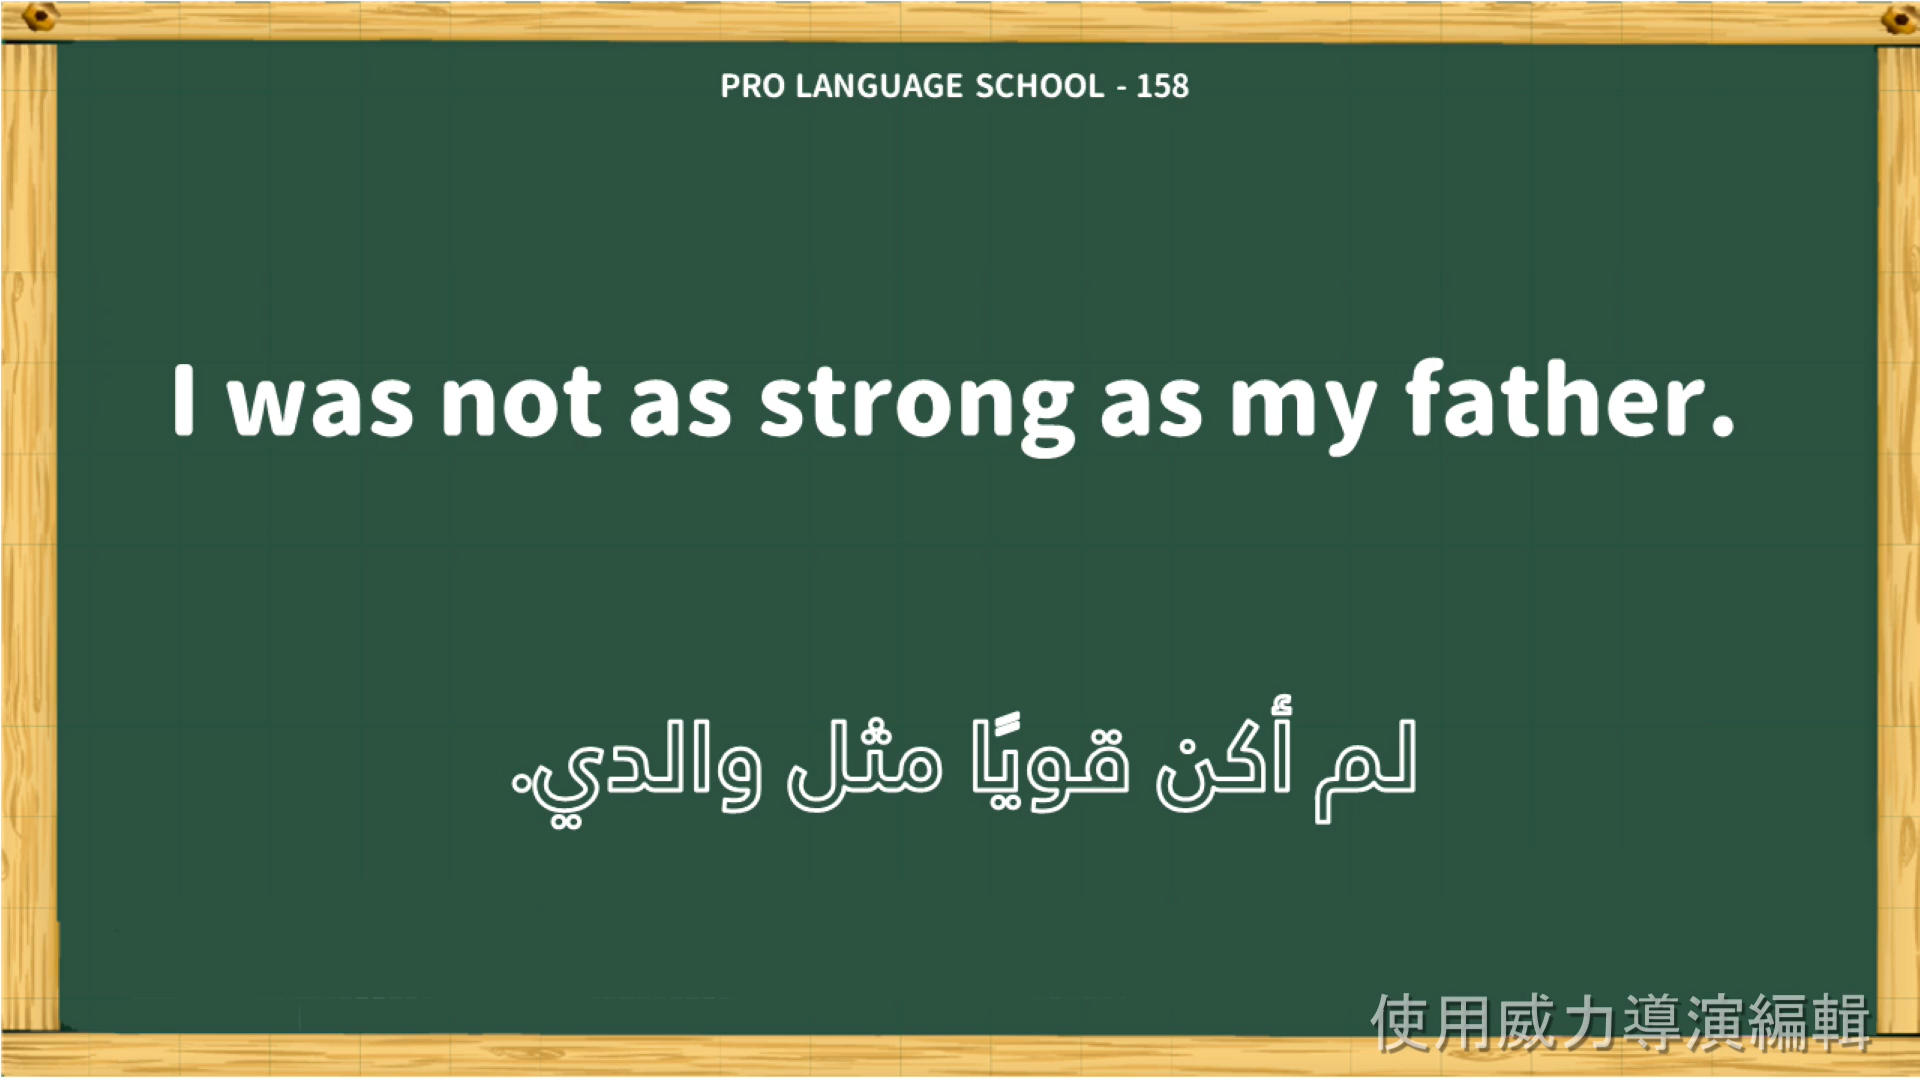 PRO LANGUAGE SCHOOL - 158
I was not as strong as my father.
لم أكن قويًا مثل والدي.
使用威力導演編輯